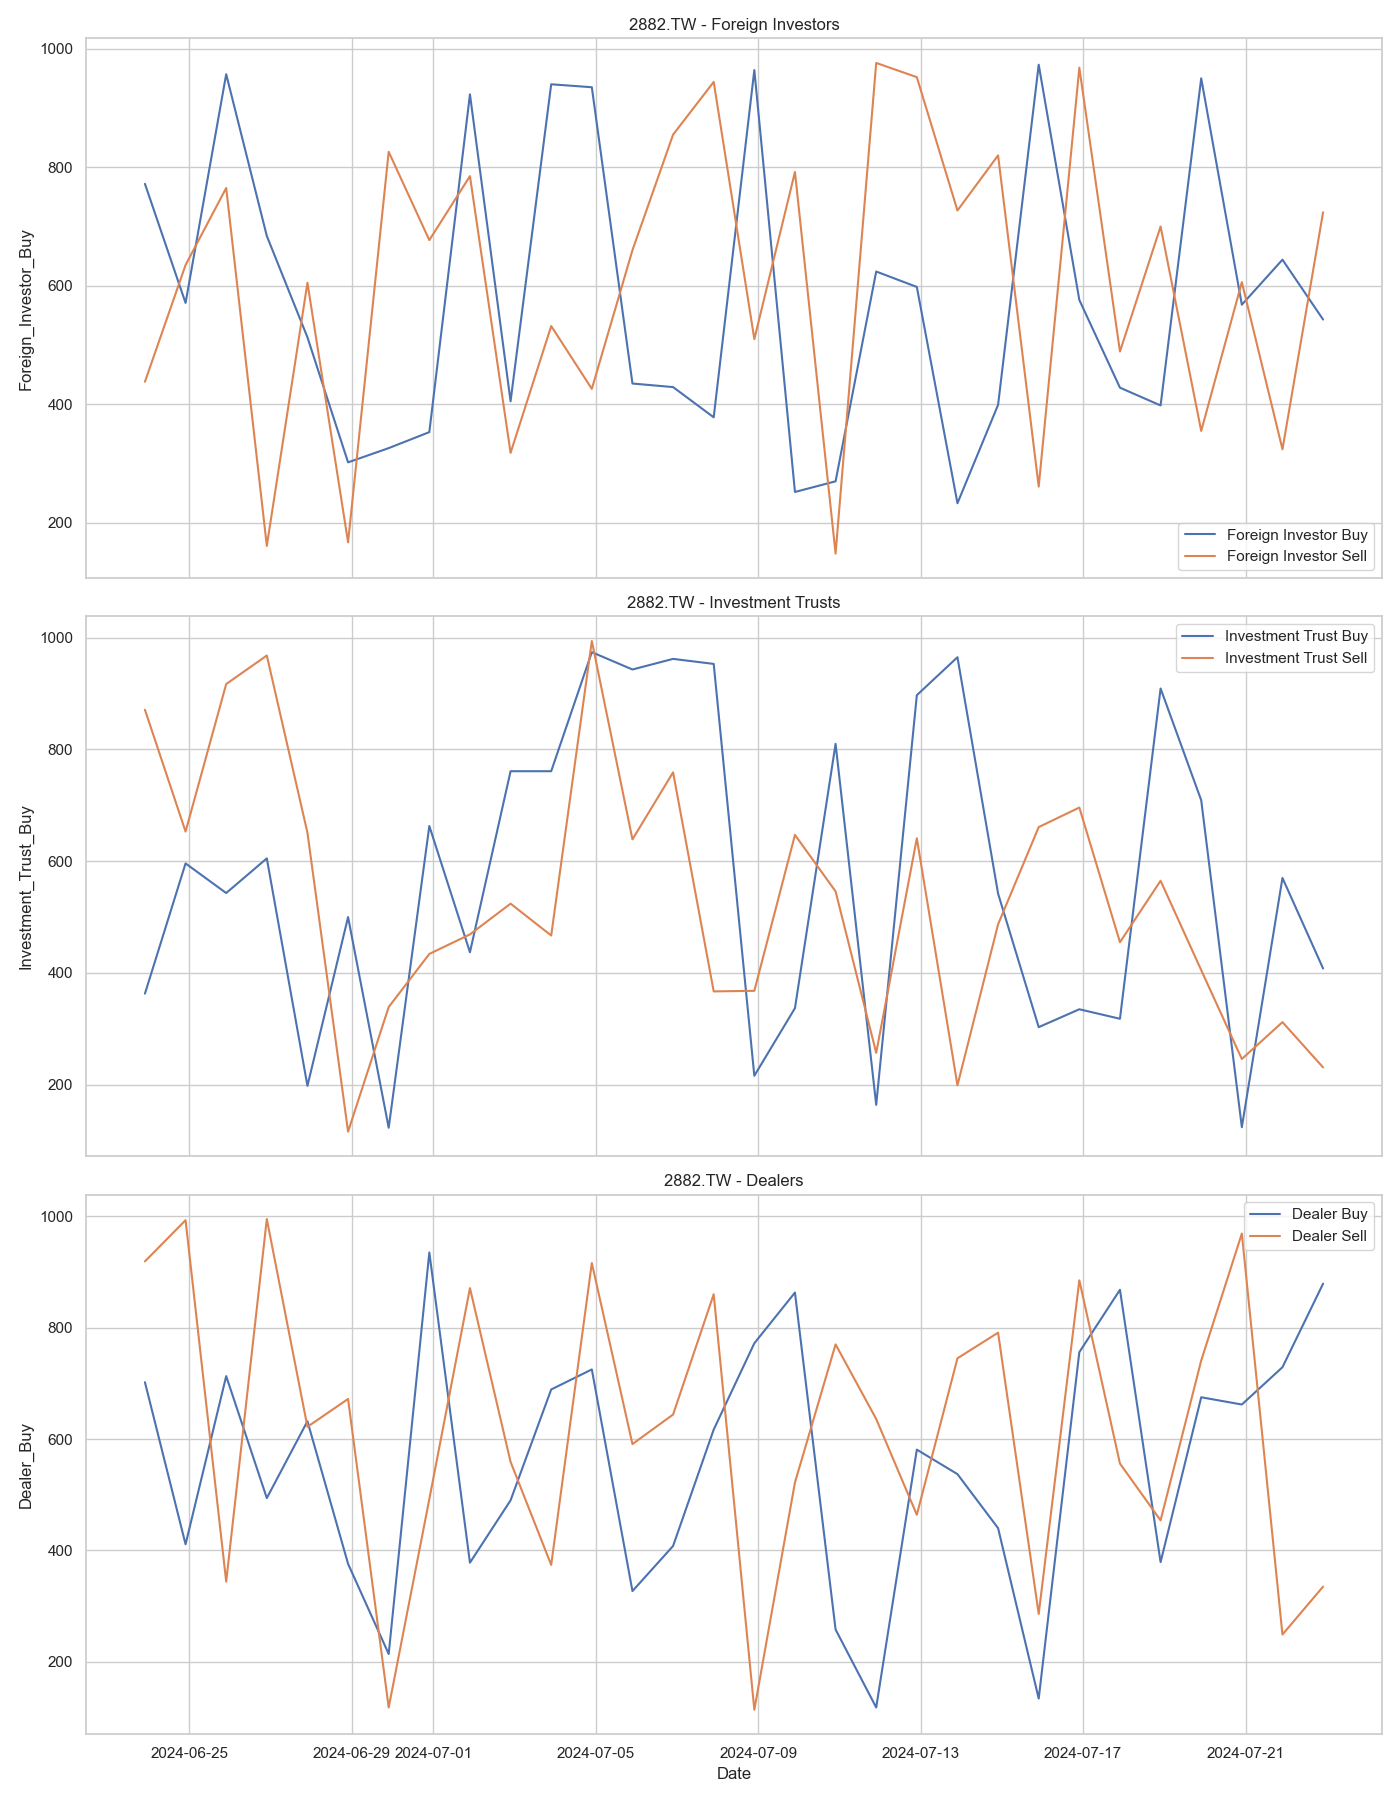 2882.TW - Foreign Investors
1000
800
600
400
200
Foreign_Investor_Buy
Foreign Investor Buy
Foreign Investor Sell
2882.TW - Investment Trusts
1000
800
600
400
200
Investment_Trust_Buy
Investment Trust Buy
Investment Trust Sell
2882.TW - Dealers
1000
800
600
400
200
Dealer_Buy
Dealer Buy
Dealer Sell
2024-06-25 2024-06-29 2024-07-01 2024-07-05 2024-07-09 2024-07-13 2024-07-17 2024-07-21
Date